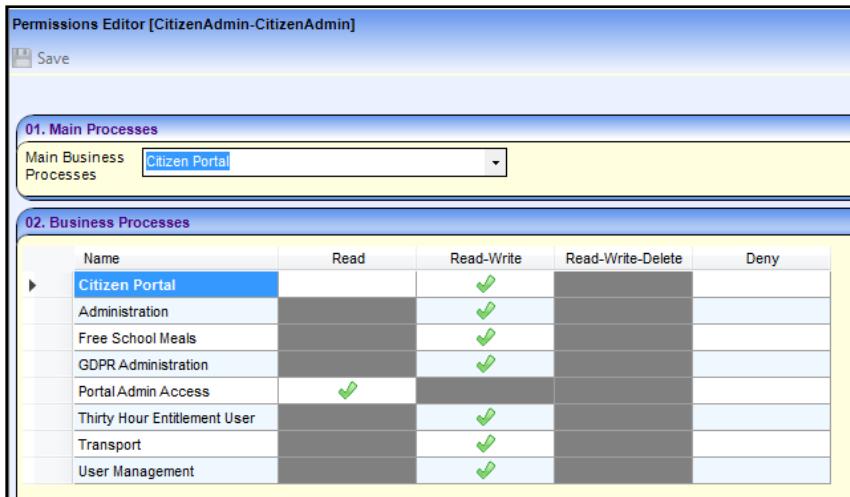 Permissions Editor [CitizenAdmin-CitizenAdmin]
Save
01. Main Processes
Main Business Processes Citizen Portal
02. Business Processes
Name Read Read-Write Read-Write-Delete Deny
Citizen Portal
Administration
Free School Meals
GDPR Administration
Portal Admin Access
Thirty Hour Entitlement User
Transport
User Management